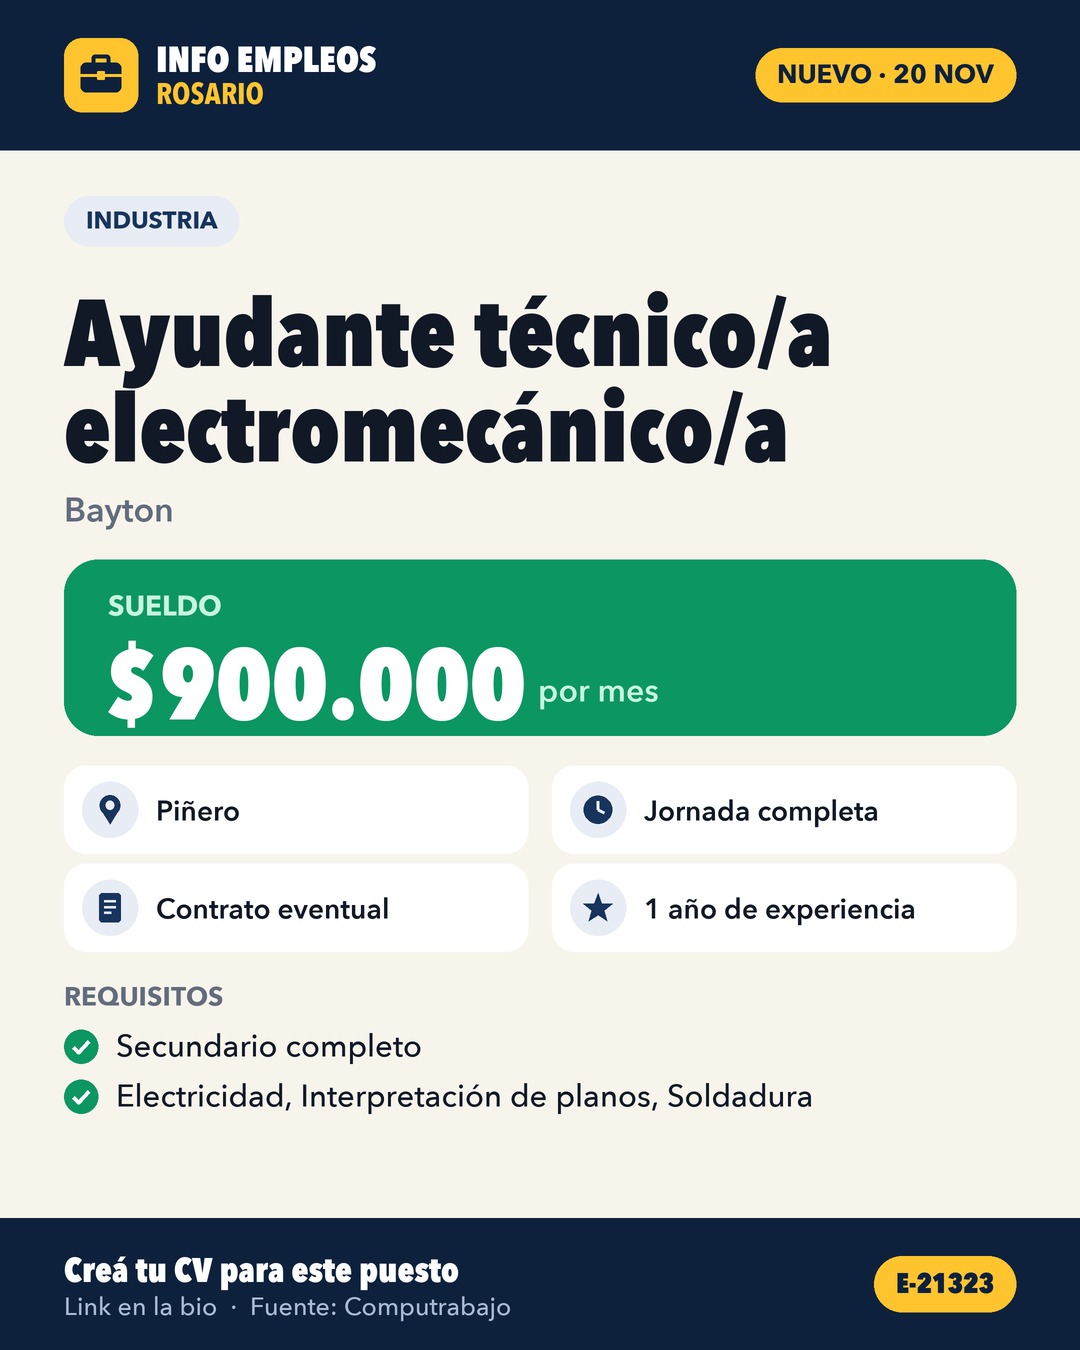 INFO EMPLEOS
ROSARIO
NUEVO · 20 NOV
INDUSTRIA
Ayudante técnico/a
electromecánico/a
Bayton
SUELDO
$900.000 por mes
Piñero
Jornada completa
Contrato eventual
1 año de experiencia
REQUISITOS
Secundario completo
Electricidad, Interpretación de planos, Soldadura
Creá tu CV para este puesto
Link en la bio · Fuente: Computrabajo
E-21323